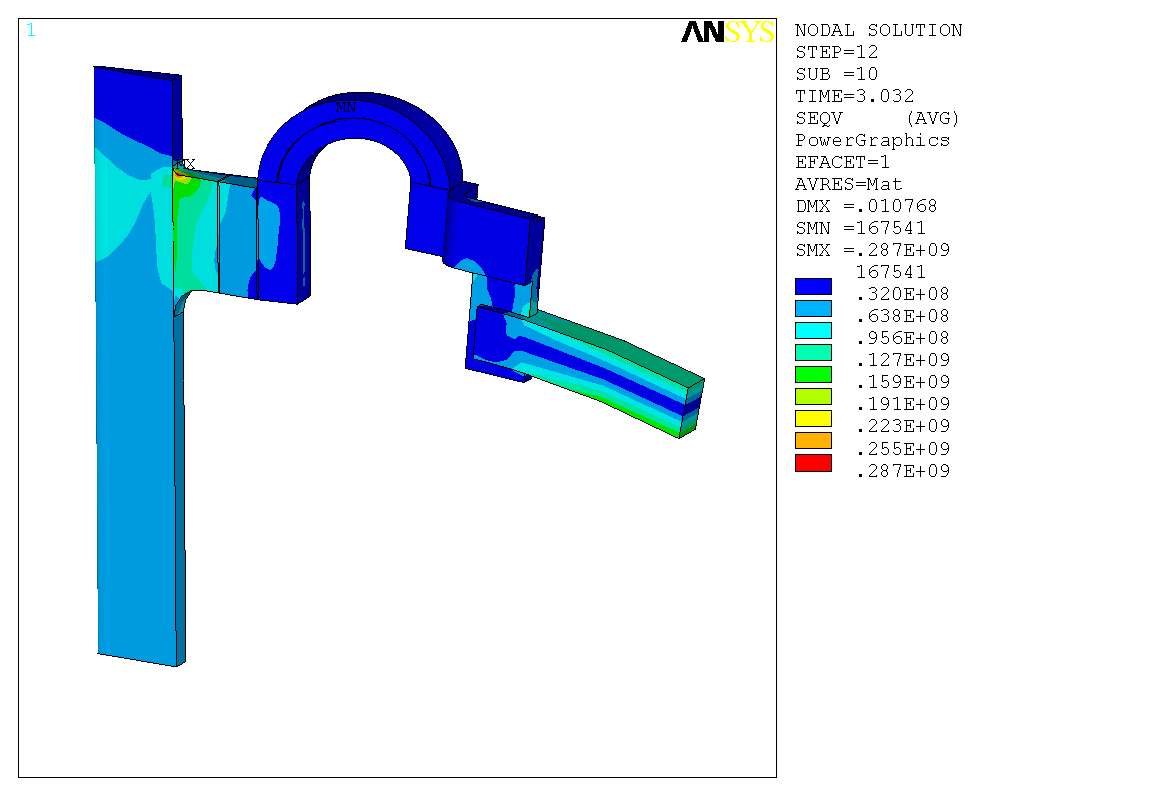 1
ANSYS
NODAL SOLUTION
STEP=12
SUB =10
TIME=3.032
SEQV (AVG)
PowerGraphics
EFACET=1
AVRES=Mat
DMX =.010768
SMN =167541
SMX =.287E+09
167541
.320E+08
.638E+08
.956E+08
.127E+09
.159E+09
.191E+09
.223E+09
.255E+09
.287E+09
MN
MX